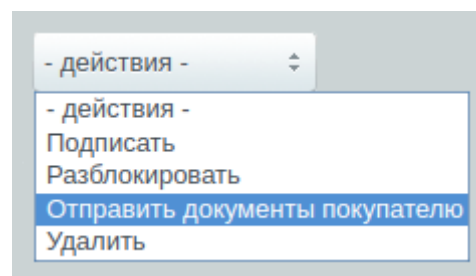 - действия -
- действия -
Подписать
Разблокировать
Отправить документы покупателю
Удалить